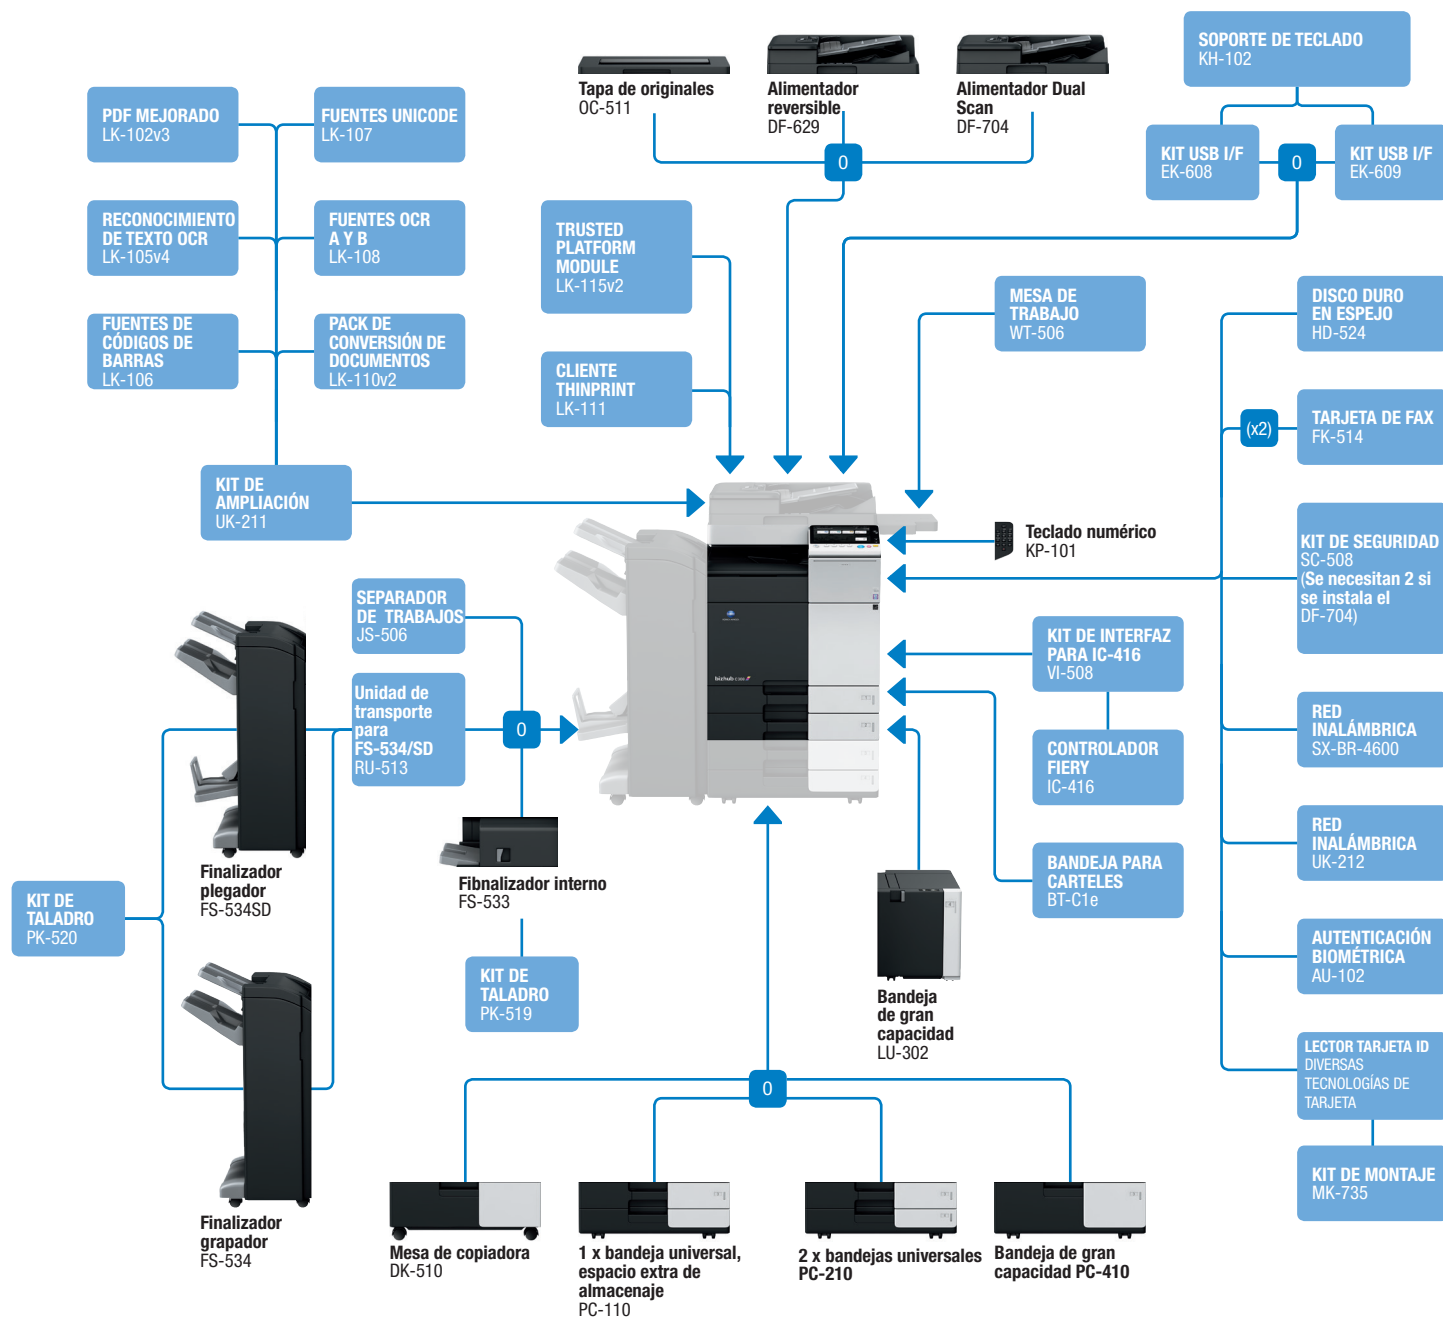 Tapa de originales
OC-511
Alimentador
reversible
DF-629
Alimentador Dual
Scan
DF-704
SOPORTE DE TECLADO
KH-102
PDF MEJORADO
LK-102v3
FUENTES UNICODE
LK-107
0
KIT USB I/F
EK-608
0
KIT USB I/F
EK-609
RECONOCIMIENTO
DE TEXTO OCR
LK-105v4
FUENTES OCR
A Y B
LK-108
TRUSTED
PLATFORM
MODULE
LK-115v2
MESA DE
TRABAJO
WT-506
DISCO DURO
EN ESPEJO
HD-524
FUENTES DE
CÓDIGOS DE
BARRAS
LK-106
PACK DE
CONVERSIÓN DE
DOCUMENTOS
LK-110v2
CLIENTE
THINPRINT
LK-111
(x2)
TARJETA DE FAX
FK-514
KIT DE
AMPLIACIÓN
UK-211
Teclado numérico
KP-101
KIT DE SEGURIDAD
SC-508
(Se necesitan 2 si
se instala el
DF-704)
SEPARADOR
DE TRABAJOS
JS-506
KIT DE INTERFAZ
PARA IC-416
VI-508
bizhub C368
Unidad de
transporte
para
FS-534/SD
RU-513
0
CONTROLADOR
FIERY
IC-416
RED
INALÁMBRICA
SX-BR-4600
RED
INALÁMBRICA
UK-212
Finalizador
plegador
FS-534SD
Fibnalizador interno
FS-533
BANDEJA PARA
CARTELES
BT-C1e
KIT DE
TALADRO
PK-520
KIT DE
TALADRO
PK-519
Bandeja
de gran
capacidad
LU-302
AUTENTICACIÓN
BIOMÉTRICA
AU-102
LECTOR TARJETA ID
DIVERSAS
TECNOLOGÍAS DE
TARJETA
0
KIT DE MONTAJE
MK-735
Finalizador
grapador
FS-534
Mesa de copiadora
DK-510
1 x bandeja universal,
espacio extra de
almacenaje
PC-110
2 x bandejas universales
PC-210
Bandeja de gran
capacidad PC-410